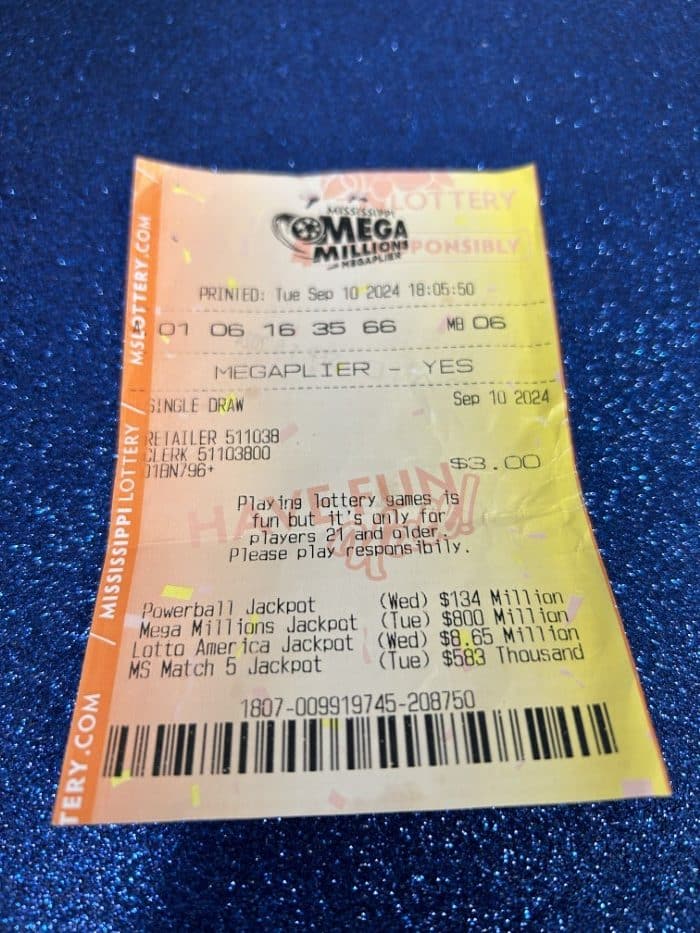 LOTTERY
PONSIBLY
MISSISSIPPI
MEGA
MILLIONS
WITH MEGAPLIER
PRINTED: Tue Sep 10 2024 18:05:50
01 06 16 35 66 MB 06
MEGAPLIER - YES
SINGLE DRAW Sep 10 2024
RETAILER 511038
CLERK 51103800
$3.00
HAVE FUN
Playing lottery games is
fun but it's only for
players 21 and older.
Please play responsibily.
Powerball Jackpot (Wed) $134 Million
Mega Millions Jackpot (Tue) $800 Million
Lotto America Jackpot (Wed) $8.65 Million
MS Match 5 Jackpot (Tue) $583 Thousand
1807-009919745-208750
TERY.COM / MISSISSIPPI LOTTERY / MSLOTTERY.COM